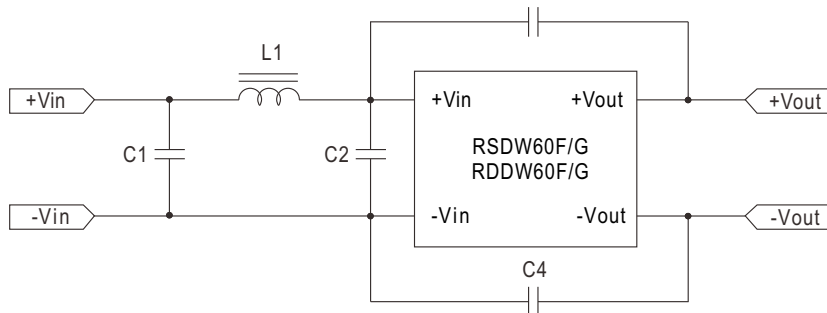 L1
+Vin
+Vin
+Vout
+Vout
C1
C2
RSDW60F/G
RDDW60F/G
-Vin
-Vin
-Vout
-Vout
C4